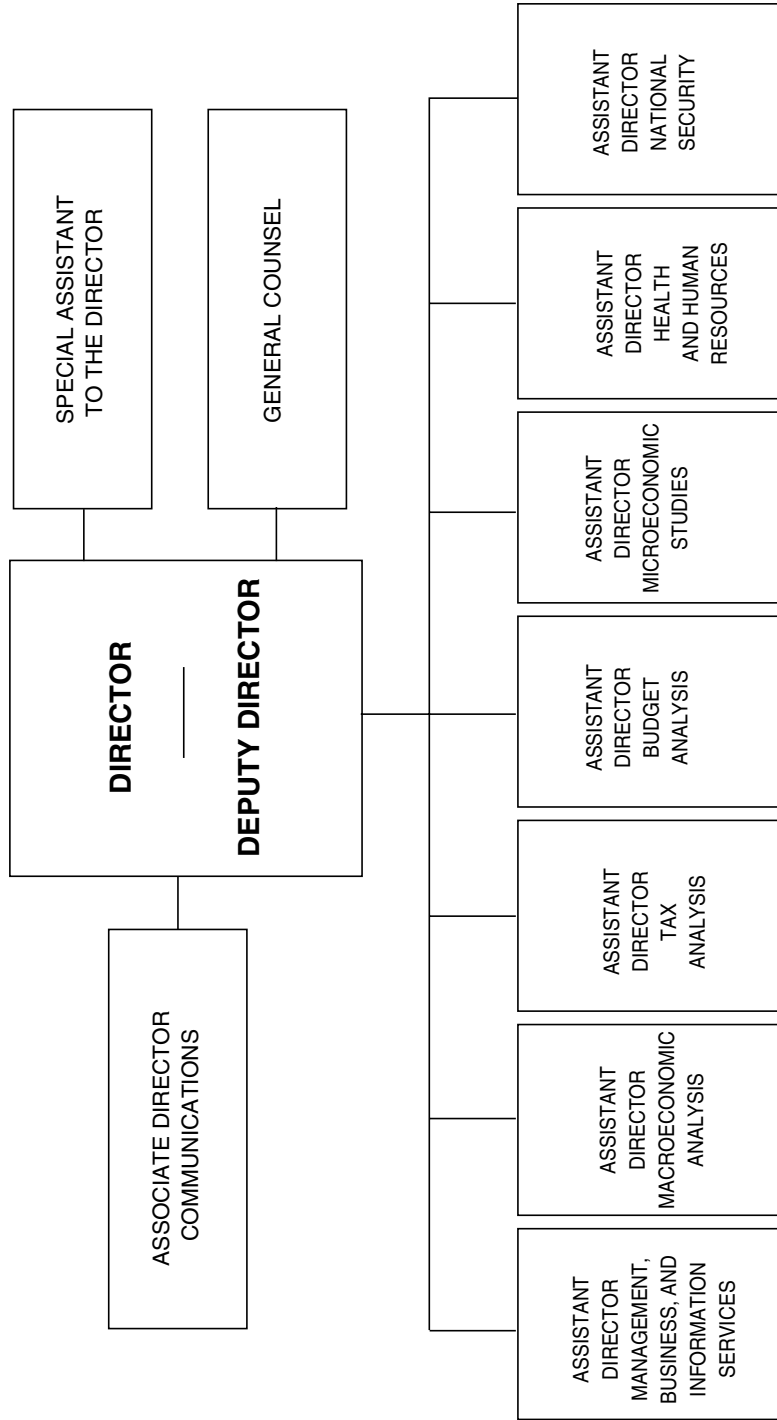 ASSOCIATE DIRECTOR
COMMUNICATIONS
DIRECTOR
DEPUTY DIRECTOR
SPECIAL ASSISTANT
TO THE DIRECTOR
GENERAL COUNSEL
ASSISTANT
DIRECTOR
MANAGEMENT,
BUSINESS, AND
INFORMATION
SERVICES
ASSISTANT
DIRECTOR
MACROECONOMIC
ANALYSIS
ASSISTANT
DIRECTOR
TAX
ANALYSIS
ASSISTANT
DIRECTOR
BUDGET
ANALYSIS
ASSISTANT
DIRECTOR
MICROECONOMIC
STUDIES
ASSISTANT
DIRECTOR
HEALTH
AND HUMAN
RESOURCES
ASSISTANT
DIRECTOR
NATIONAL
SECURITY